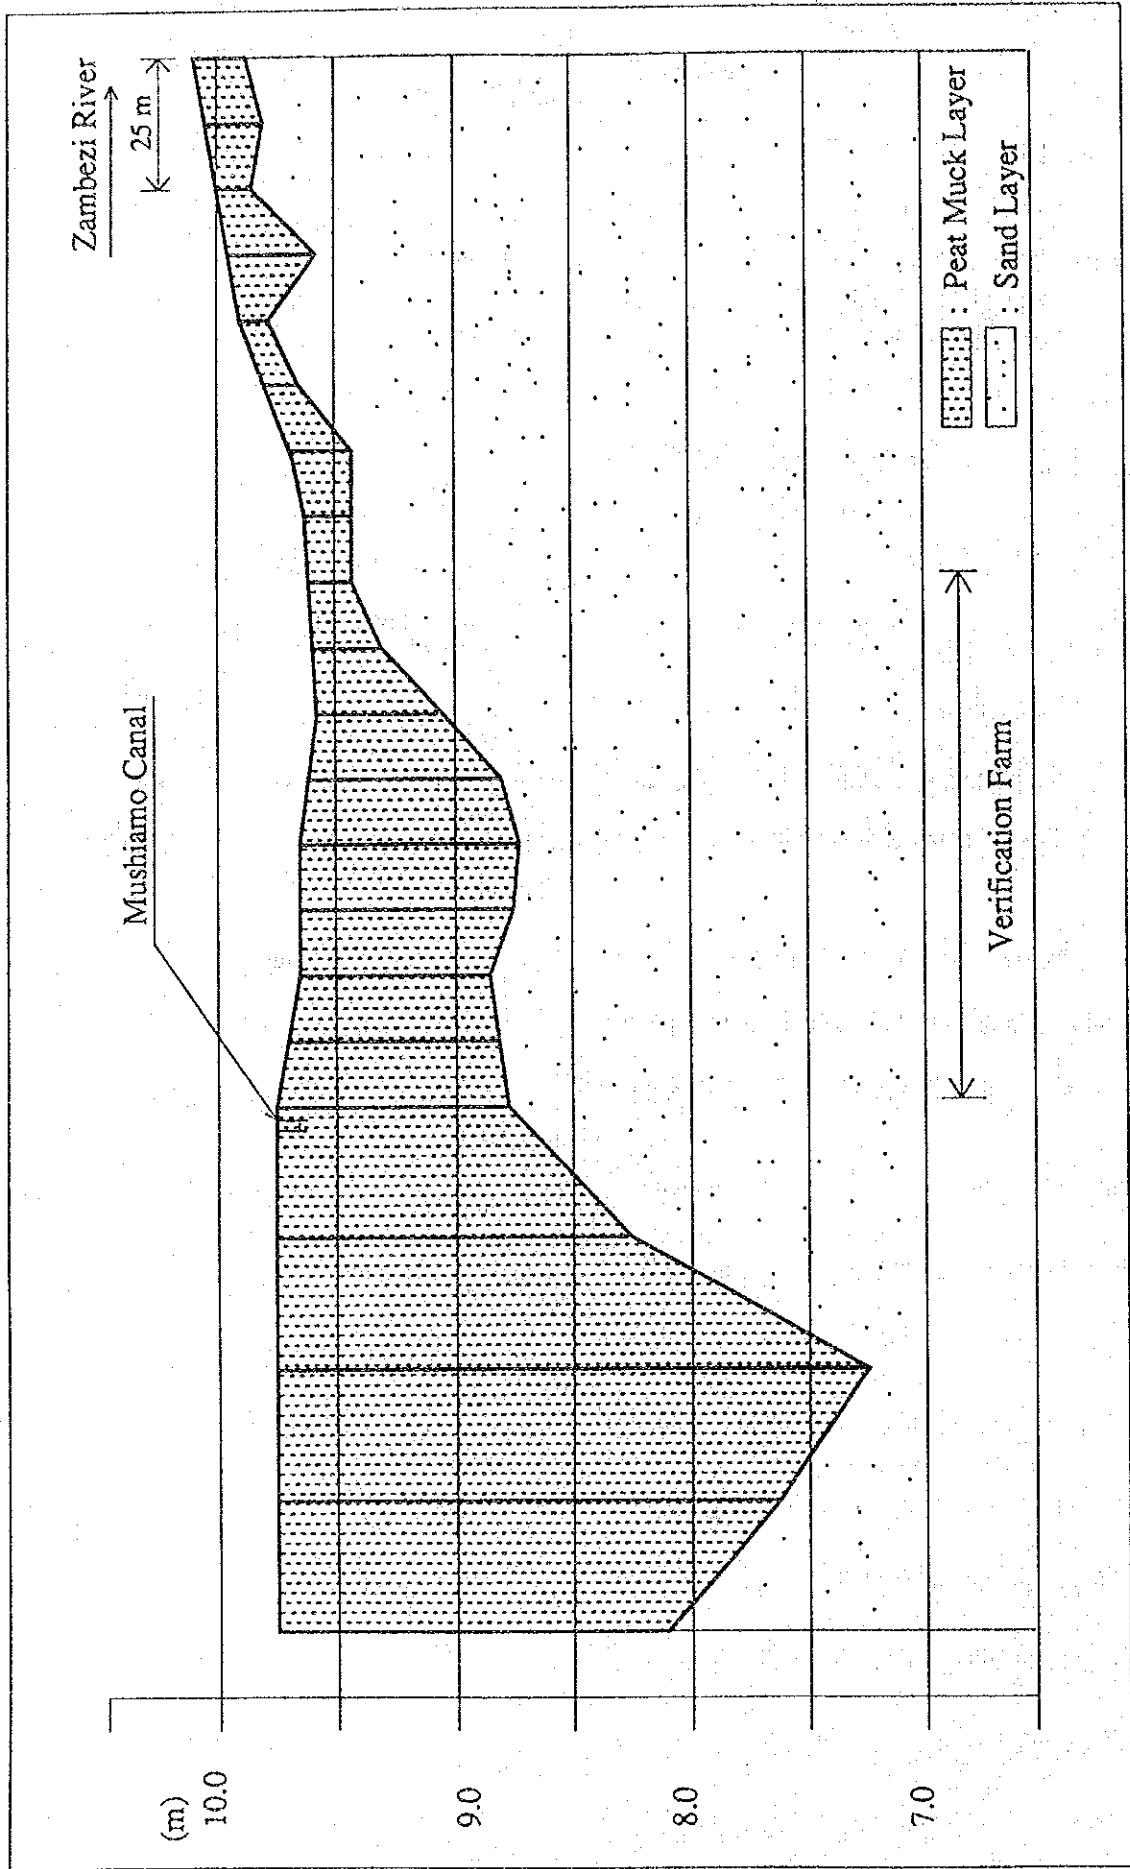 Zambezi River
25 m
Mushiamo Canal
(m)
10.0
9.0
8.0
7.0
Verification Farm
: Peat Muck Layer
: Sand Layer